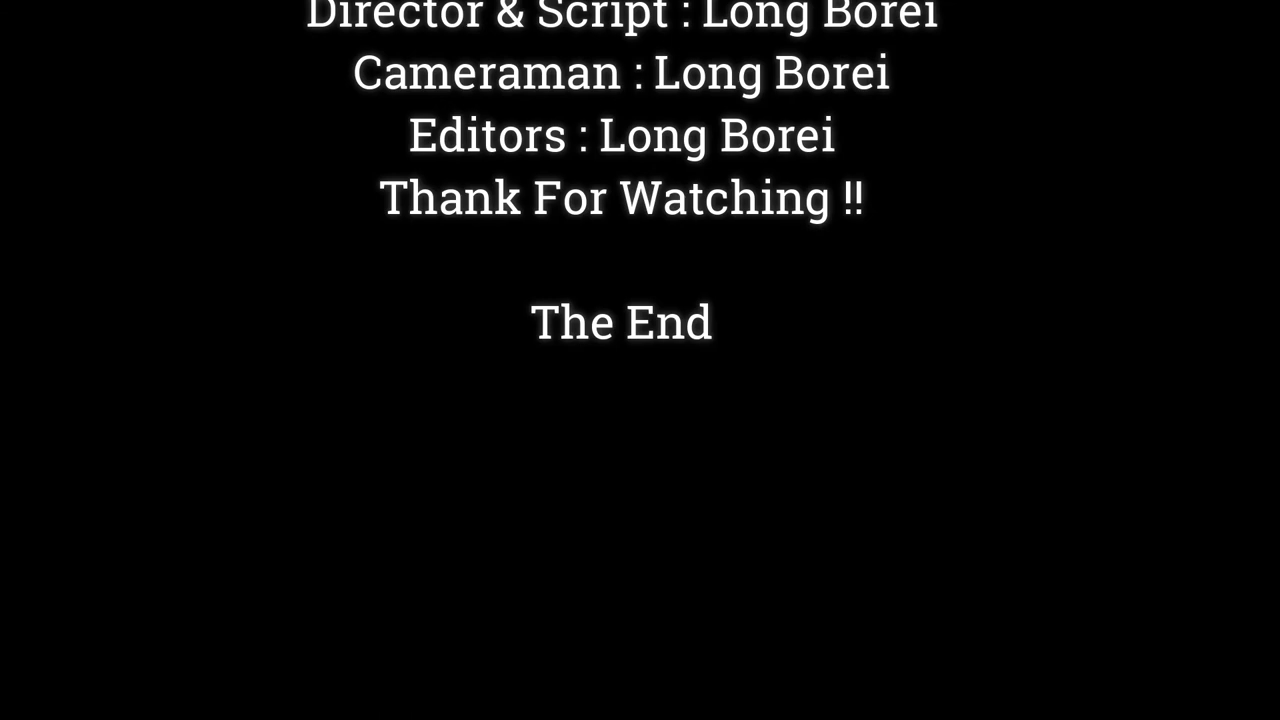 Director & Script : Long Borei
Cameraman : Long Borei
Editors : Long Borei
Thank For Watching !!
The End